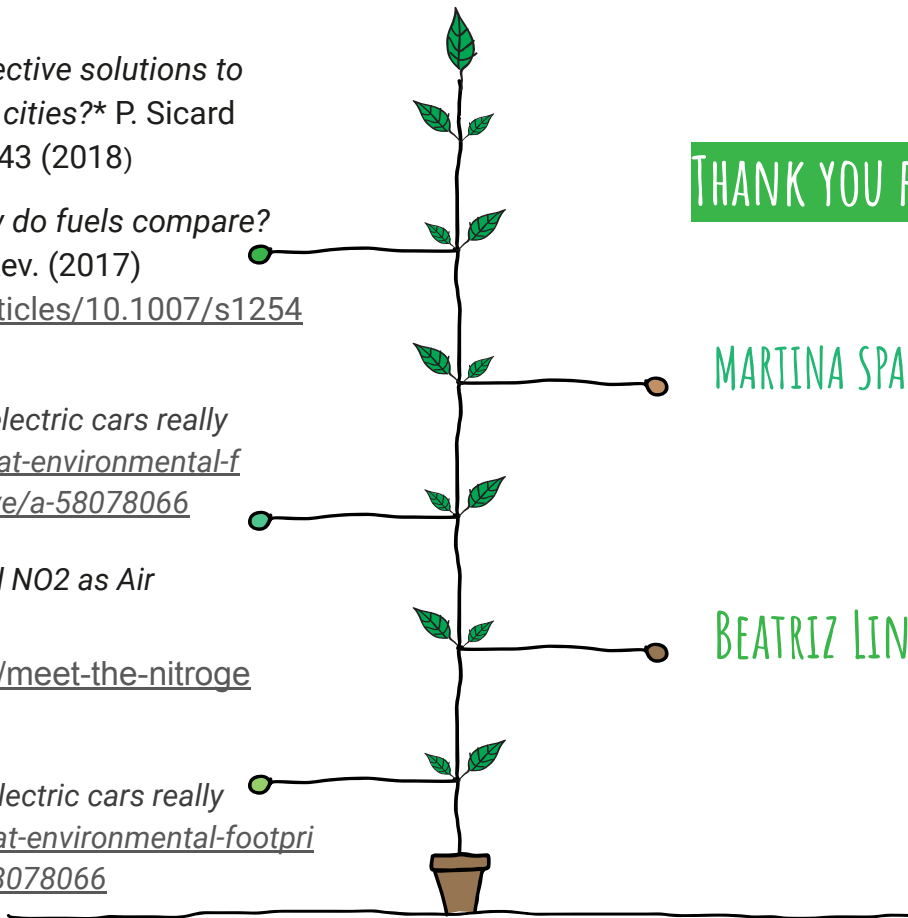 ective solutions to
cities?* P. Sicard
43 (2018)
do fuels compare?
ev. (2017)
ticles/10.1007/s1254
electric cars really
at-environmental-f
e/a-58078066
NO2 as Air
/meet-the-nitroge
lectric cars really
at-environmental-footpri
8078066
THANK YOU F
MARTINA SPA
BEATRIZ LIN